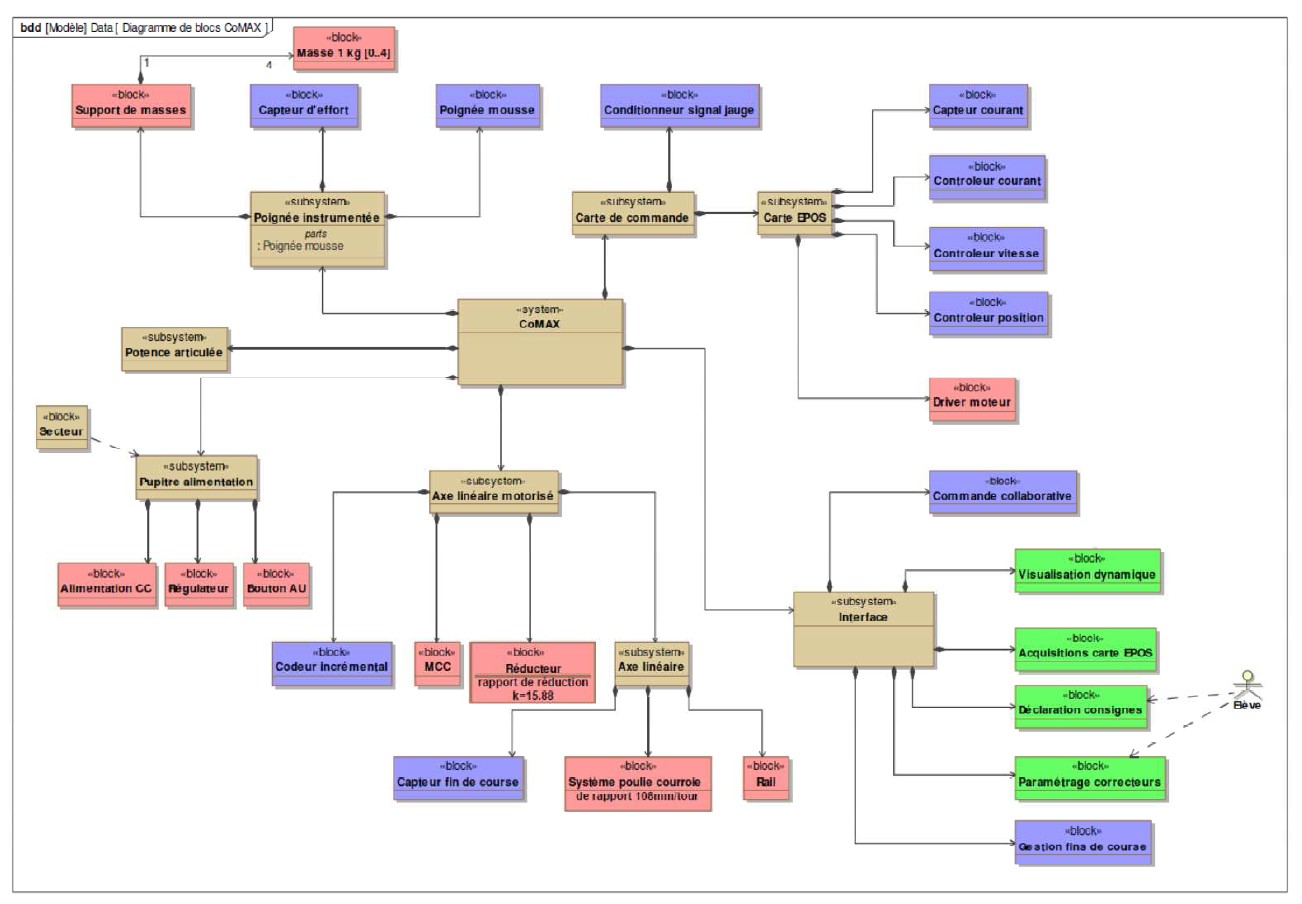 bdd [Modèle] Data [ Diagramme de blocs CoMAX ]
«block»
Masse 1 kg [0..4]
1
4
«block»
Support de masses
«block»
Capteur d'effort
«block»
Poignée mousse
«block»
Conditionneur signal jauge
«block»
Capteur courant
«block»
Controleur courant
«subsystem»
Poignée instrumentée
parts
: Poignée mousse
«subsystem»
Carte de commande
«subsystem»
Carte EPOS
«block»
Controleur vitesse
«block»
Controleur position
«system»
CoMAX
«subsystem»
Potence articulée
«block»
Driver moteur
«block»
Secteur
«subsystem»
Pupitre alimentation
«subsystem»
Axe linéaire motorisé
«block»
Commande collaborative
«block»
Alimentation CC
«block»
Régulateur
«block»
Bouton AU
«block»
Visualisation dynamique
«subsystem»
Interface
«block»
Codeur incrémental
«block»
MCC
«block»
Réducteur
rapport de réduction
k=15.88
«subsystem»
Axe linéaire
«block»
Acquisitions carte EPOS
«block»
Déclaration consignes
Elève
«block»
Capteur fin de course
«block»
Système poulie courroie
de rapport 108mm/tour
«block»
Rail
«block»
Paramétrage correcteurs
«block»
Gestion fins de course